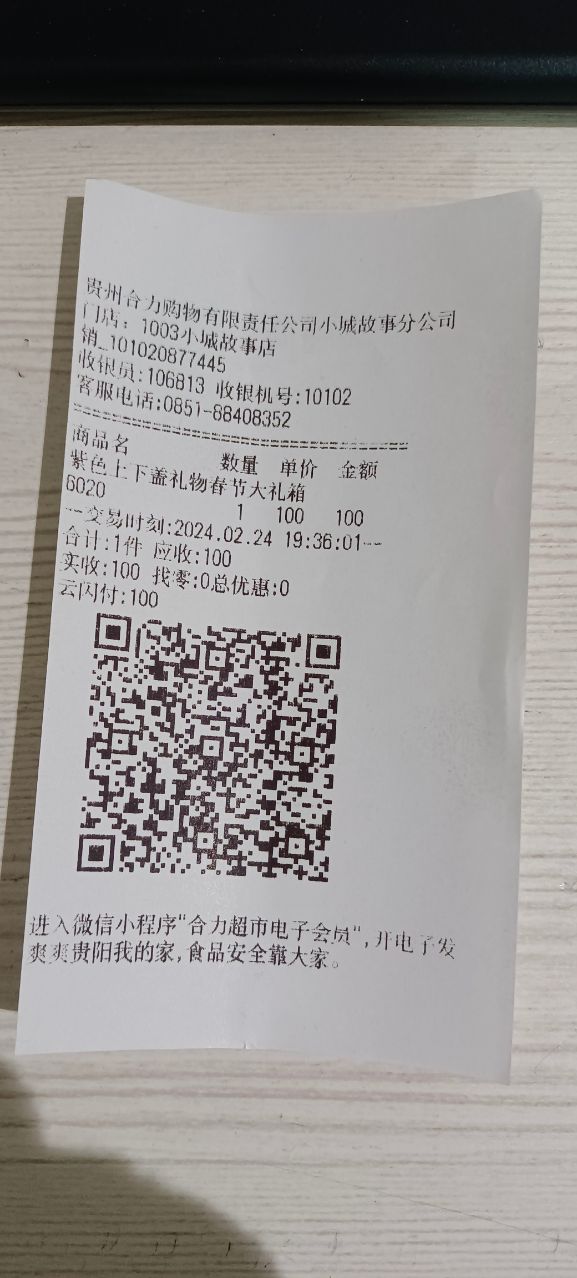 贵州合力购物有限责任公司小城故事分公司
门店：1003小城故事店
销_101020877445
收银员:106813 收银机号:10102
客服电话:0851-88408352
商品名 数量 单价 金额
紫色上下盖礼物春节大礼箱
6020 1 100 100
--交易时刻:2024.02.24 19:36:01--
合计:1件 应收:100
实收:100 找零:0总优惠:0
云闪付:100
进入微信小程序"合力超市电子会员",开电子发
爽爽贵阳我的家,食品安全靠大家。